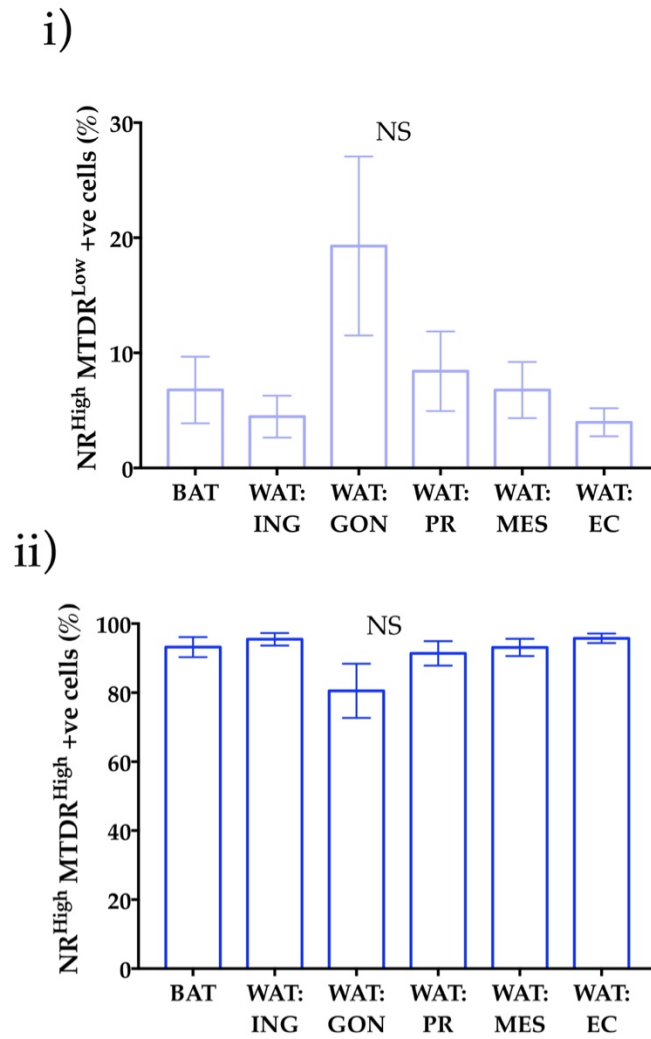 i)
NR^High MTDR^Low +ve cells (%)
30
20
10
0
NS
BAT WAT: WAT: WAT: WAT: WAT:
ING GON PR MES EC
ii)
NR^High MTDR^High +ve cells (%)
100
80
60
40
20
0
NS
BAT WAT: WAT: WAT: WAT: WAT:
ING GON PR MES EC